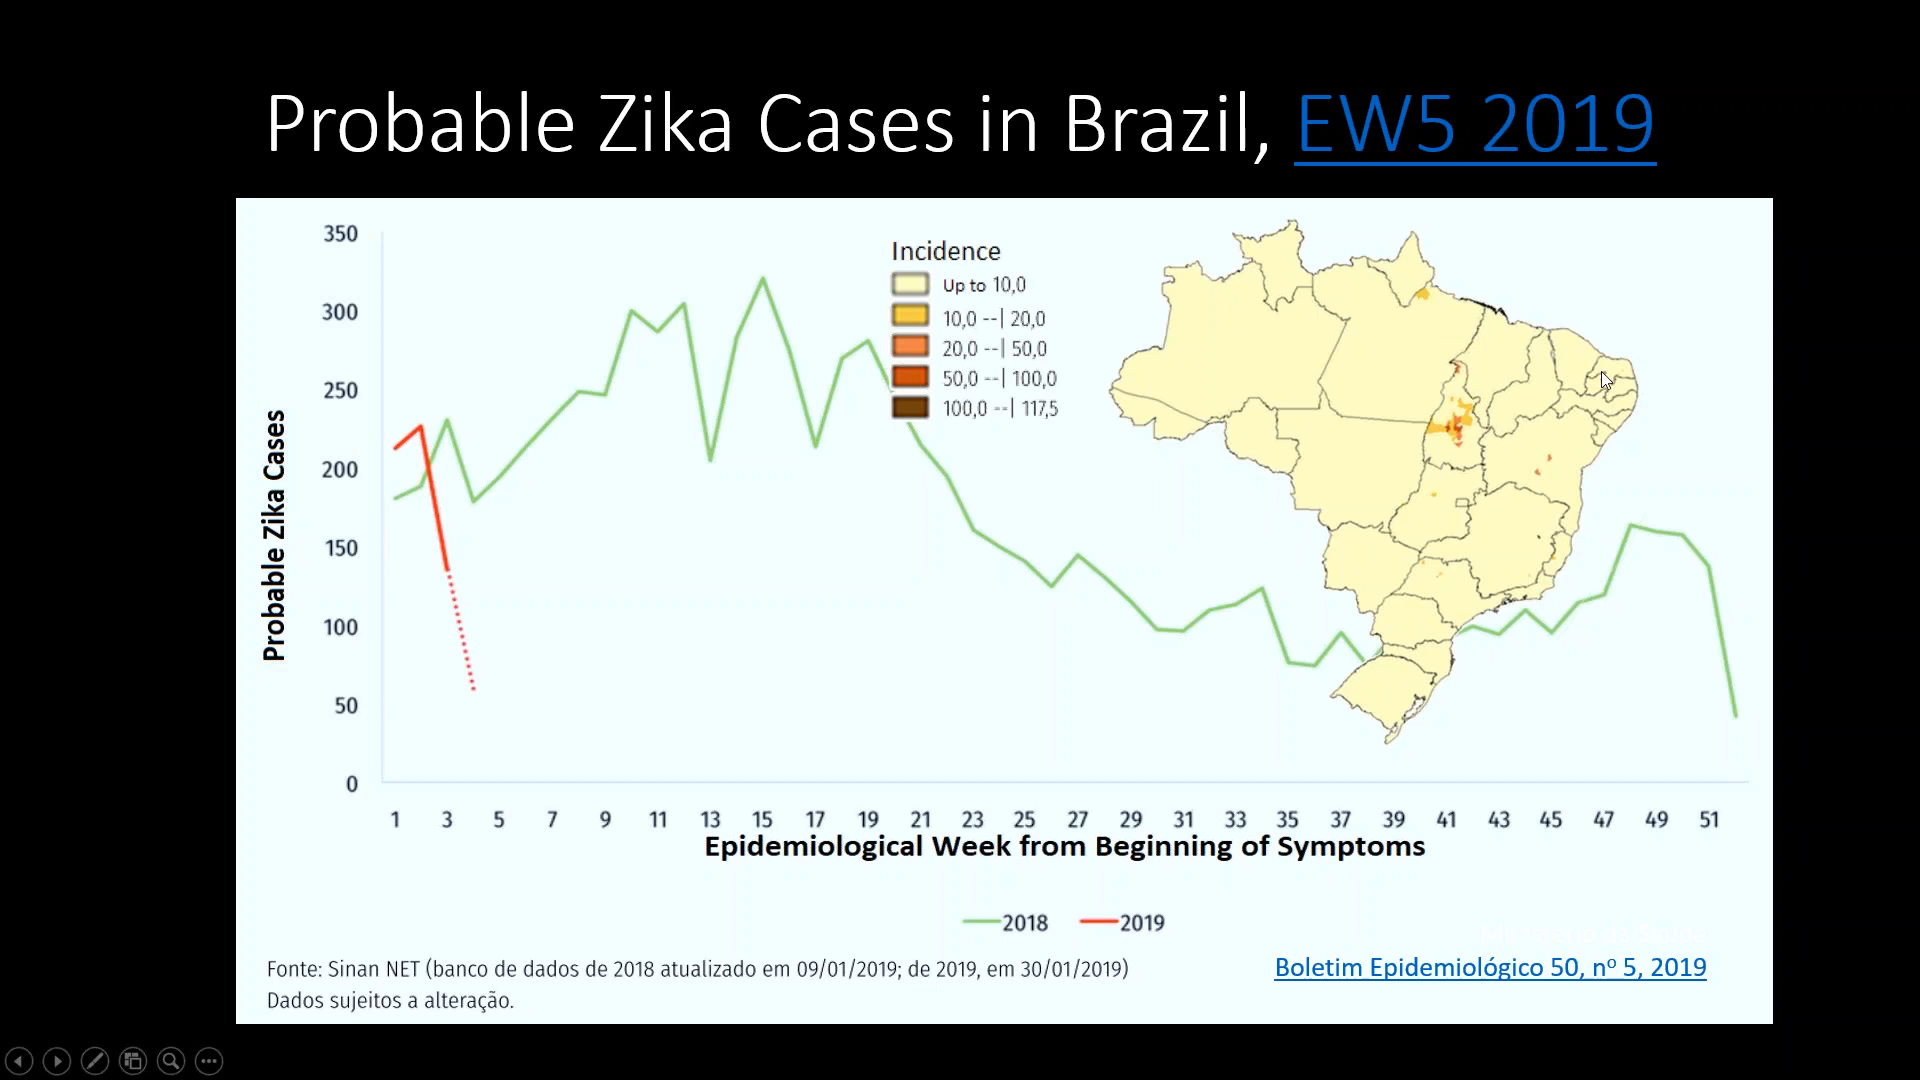 Probable Zika Cases in Brazil, EW5 2019
350
300
250
200
150
100
50
0
Probable Zika Cases
Incidence
Up to 10,0
10,0 --| 20,0
20,0 --| 50,0
50,0 --| 100,0
100,0 --| 117,5
1 3 5 7 9 11 13 15 17 19 21 23 25 27 29 31 33 35 37 39 41 43 45 47 49 51
Epidemiological Week from Beginning of Symptoms
2018 2019
Fonte: Sinan NET (banco de dados de 2018 atualizado em 09/01/2019; de 2019, em 30/01/2019)
Dados sujeitos a alteração.
Boletim Epidemiológico 50, nº 5, 2019